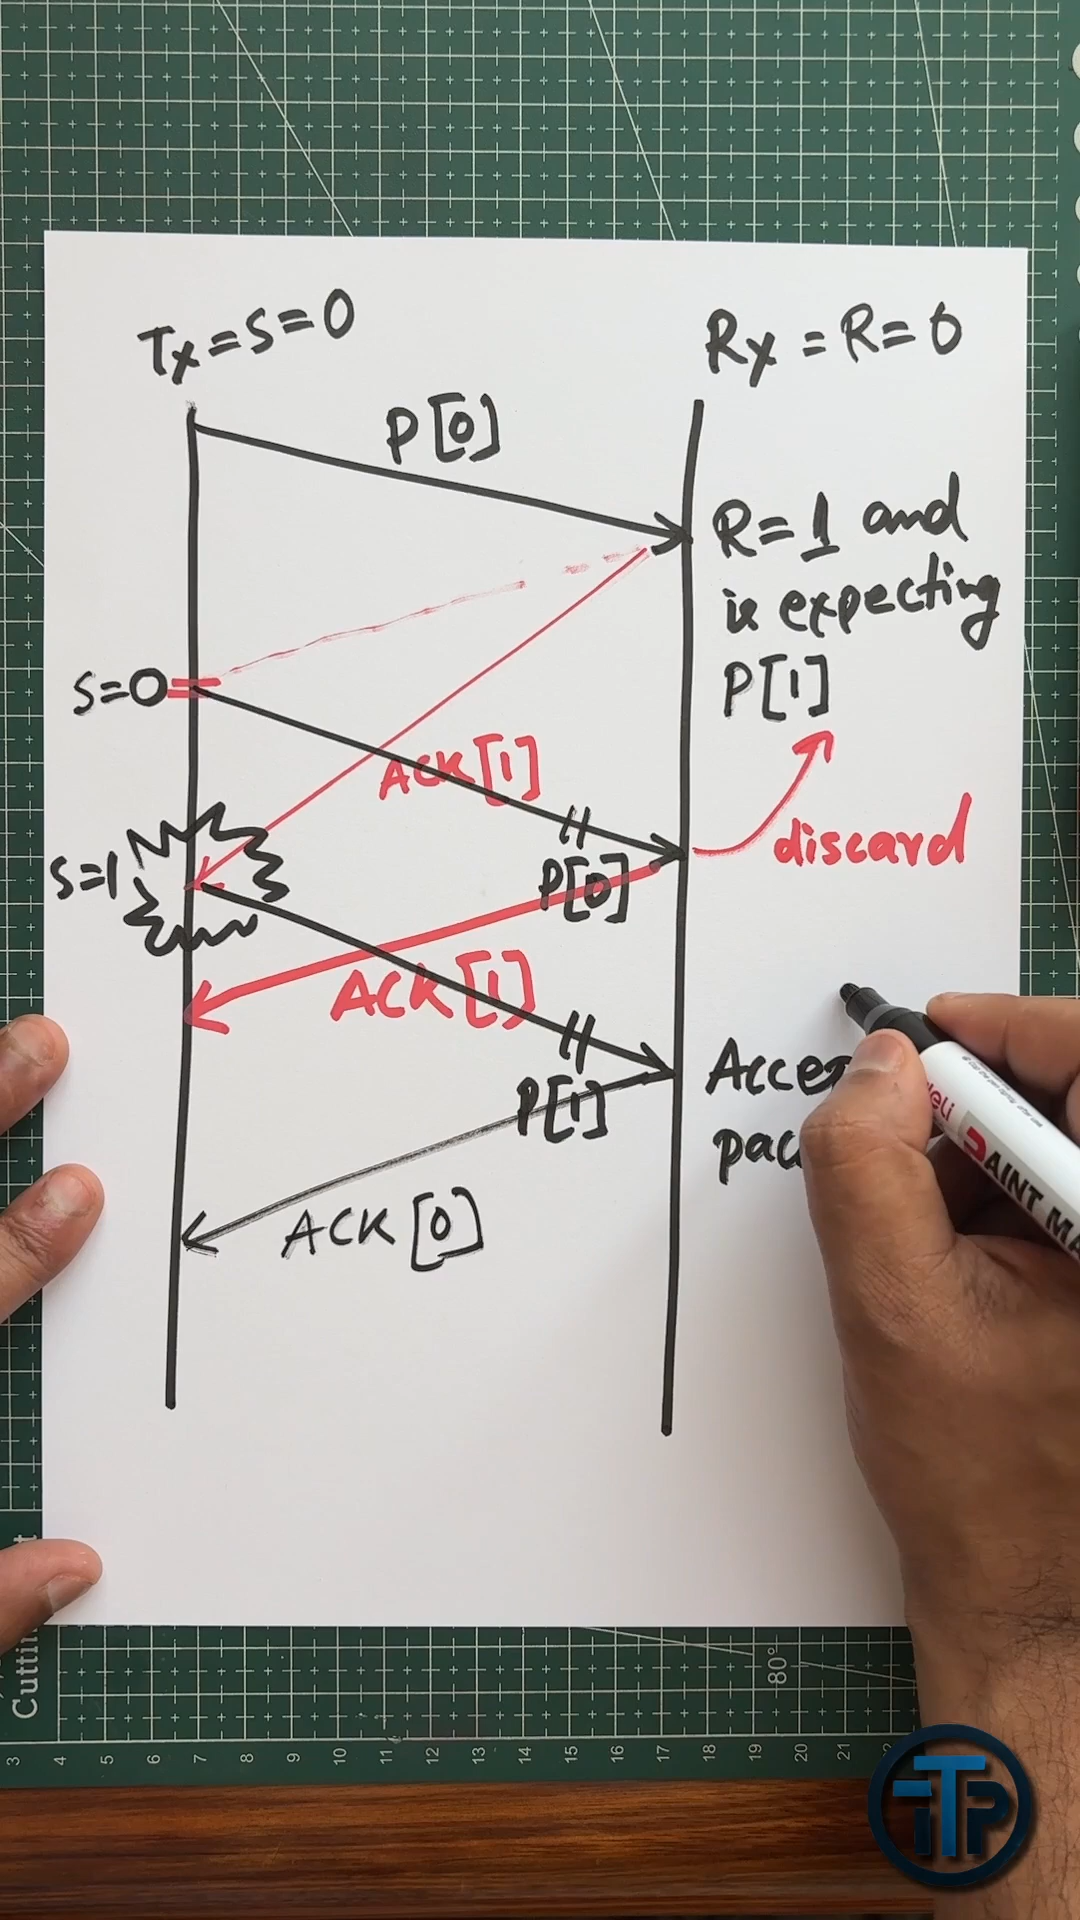 Tx = S = 0
Rx = R = 0
P[0]
R = 1 and
is expecting
P[1]
S=0
ACK[1]
discard
P[0]
S=1
ACK[1]
P[1]
ACK[0]
PAINT
Cutti
3 4 5 6 7 8 9 10 11 12 13 14 15 16 17 18 19 20 21
80°
iTP